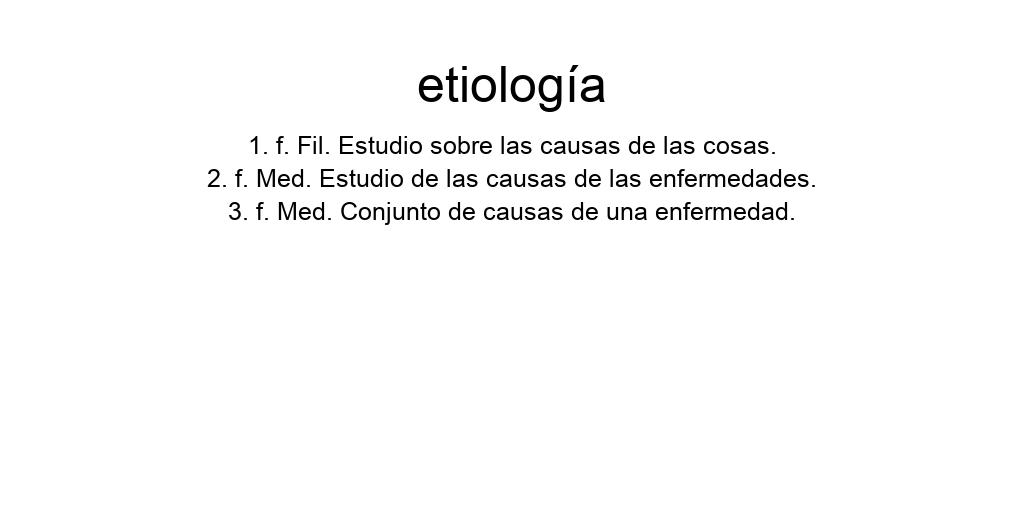 etiología
1. f. Fil. Estudio sobre las causas de las cosas.
2. f. Med. Estudio de las causas de las enfermedades.
3. f. Med. Conjunto de causas de una enfermedad.